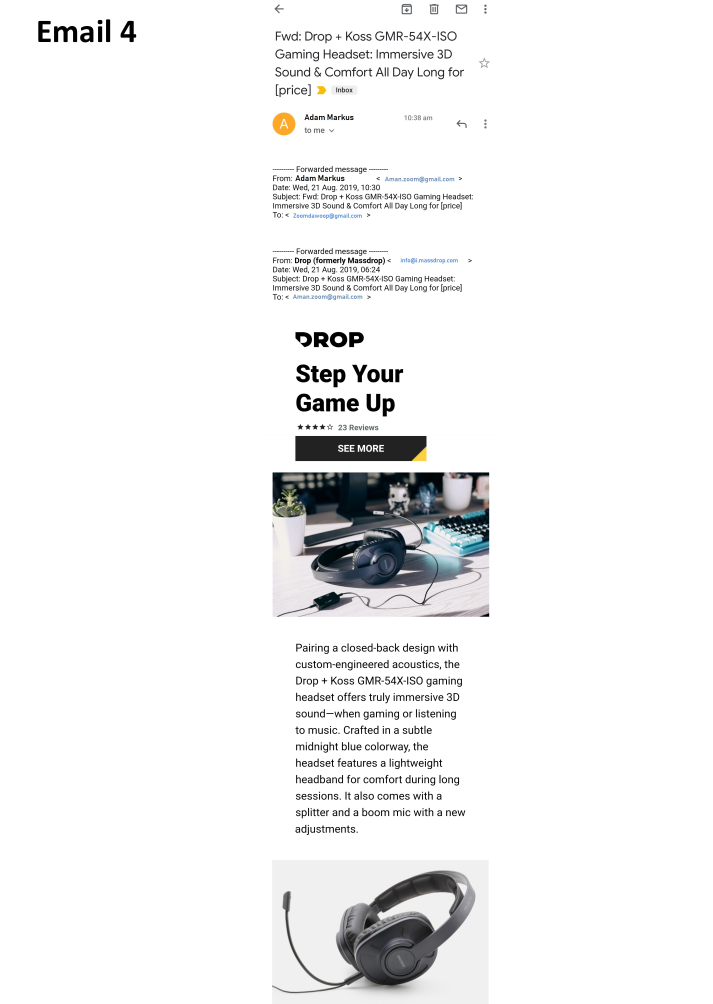 Email 4
Fwd: Drop + Koss GMR-54X-ISO
Gaming Headset: Immersive 3D
Sound & Comfort All Day Long for
[price] Inbox
A
Adam Markus 10:38 am
to me
---------- Forwarded message ---------
From: Adam Markus < Aman.zoom@gmail.com >
Date: Wed, 21 Aug. 2019, 10:30
Subject: Fwd: Drop + Koss GMR-54X-ISO Gaming Headset:
Immersive 3D Sound & Comfort All Day Long for [price]
To: < Zoomdawoop@gmail.com >
---------- Forwarded message ---------
From: Drop (formerly Massdrop) < info@i.massdrop.com >
Date: Wed, 21 Aug. 2019, 06:24
Subject: Drop + Koss GMR-54X-ISO Gaming Headset:
Immersive 3D Sound & Comfort All Day Long for [price]
To: < Aman.zoom@gmail.com >
DROP
Step Your
Game Up
★★★★☆ 23 Reviews
SEE MORE
Pairing a closed-back design with
custom-engineered acoustics, the
Drop + Koss GMR-54X-ISO gaming
headset offers truly immersive 3D
sound—when gaming or listening
to music. Crafted in a subtle
midnight blue colorway, the
headset features a lightweight
headband for comfort during long
sessions. It also comes with a
splitter and a boom mic with a new
adjustments.